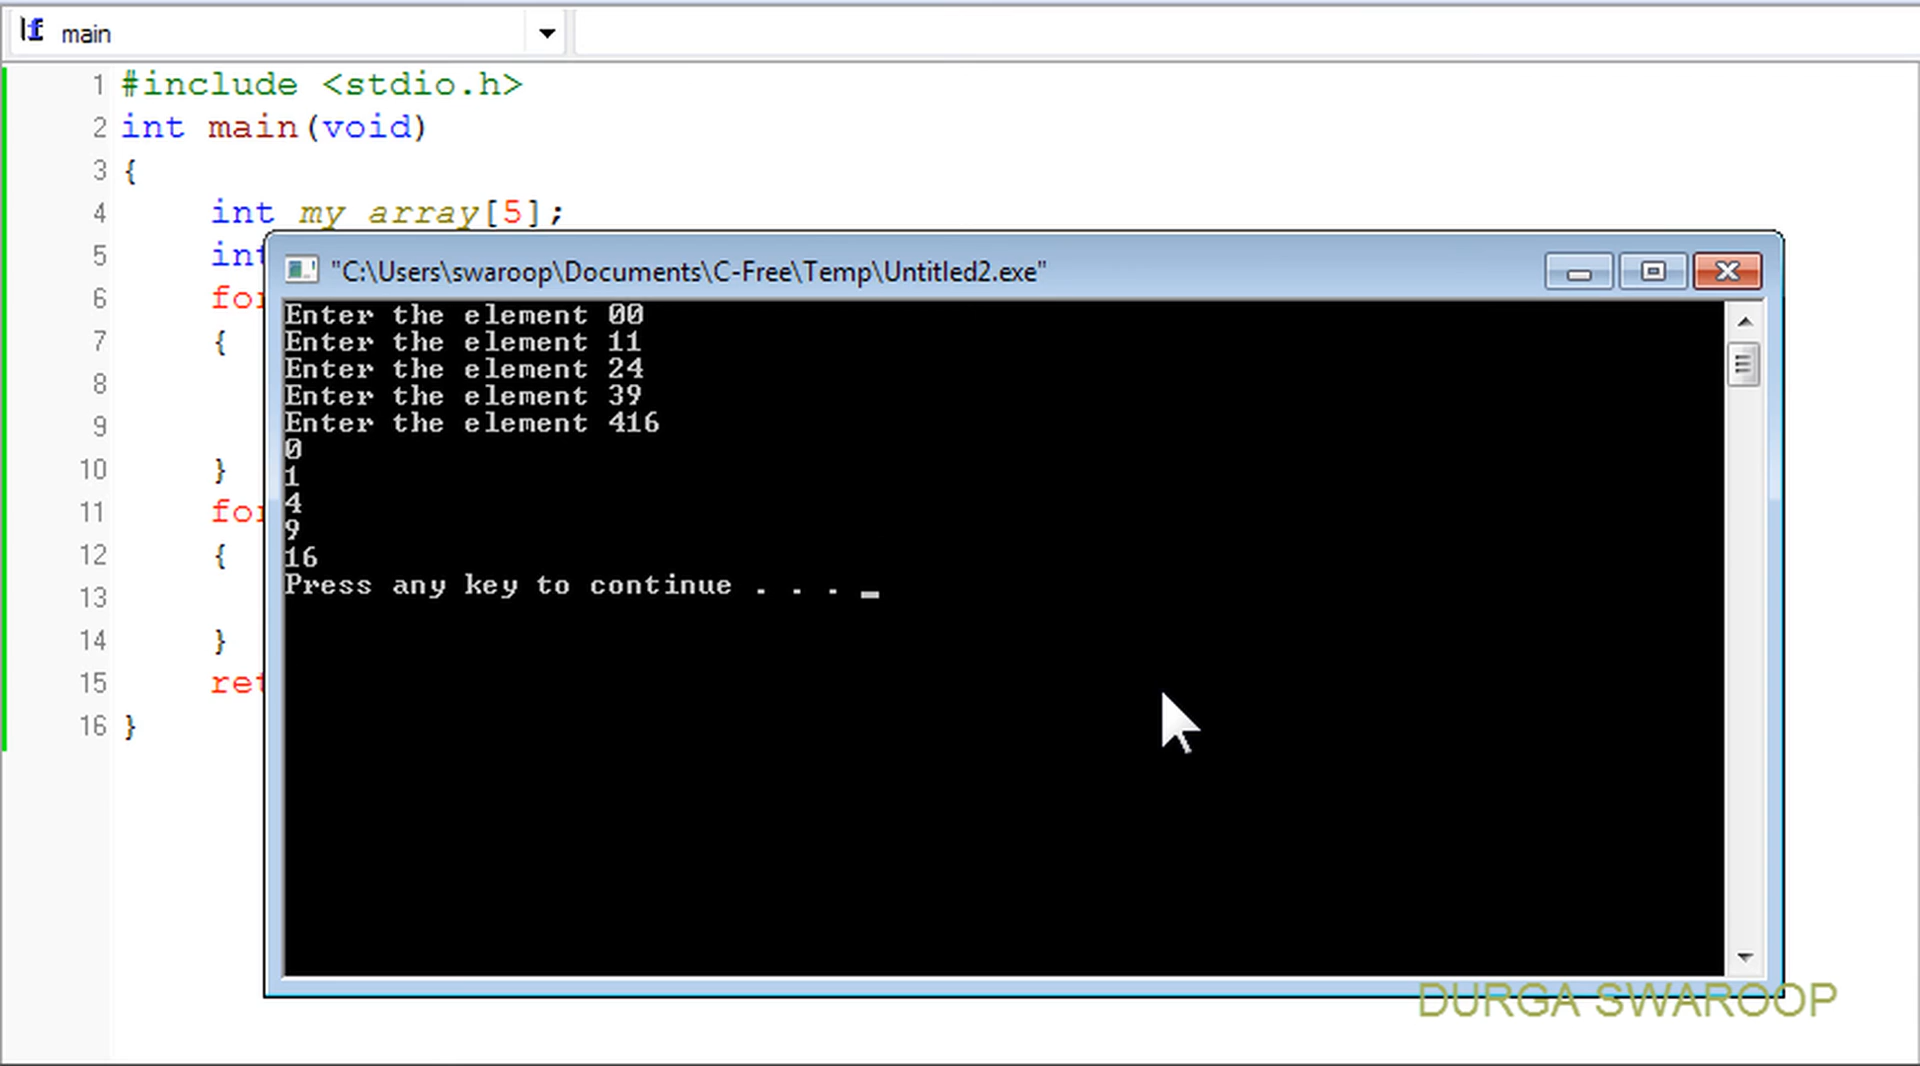 main
1 #include <stdio.h>
2 int main(void)
3 {
4 int my array[5];
5 int
6 for
7 {
8
9
10 }
11 for
12 {
13
14 }
15 ret
16 }
"C:\Users\swaroop\Documents\C-Free\Temp\Untitled2.exe"
Enter the element 00
Enter the element 11
Enter the element 24
Enter the element 39
Enter the element 416
0
1
4
9
16
Press any key to continue . . . _
DURGA SWAROOP